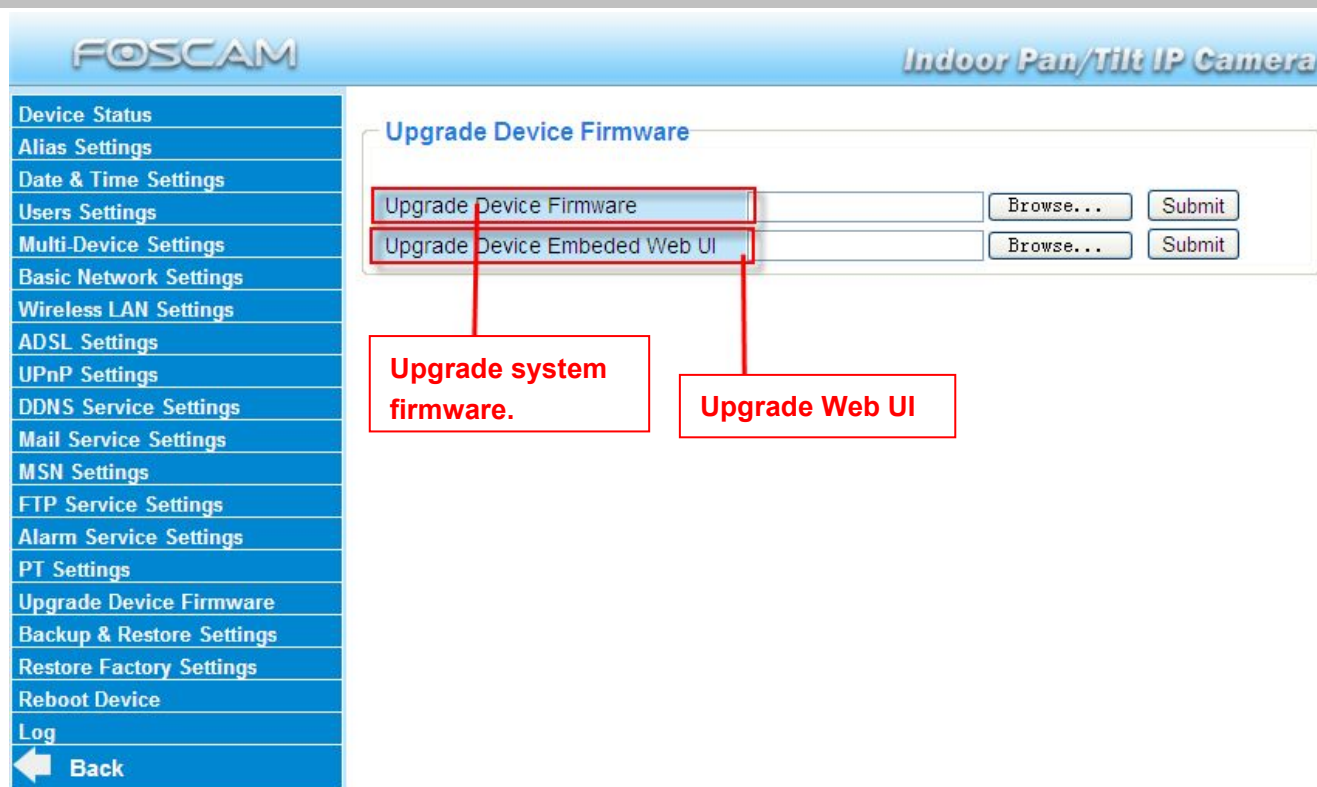 FOSCAM
Indoor Pan/Tilt IP Camera
Device Status
Alias Settings
Date & Time Settings
Users Settings
Multi-Device Settings
Basic Network Settings
Wireless LAN Settings
ADSL Settings
UPnP Settings
DDNS Service Settings
Mail Service Settings
MSN Settings
FTP Service Settings
Alarm Service Settings
PT Settings
Upgrade Device Firmware
Backup & Restore Settings
Restore Factory Settings
Reboot Device
Log
Back
Upgrade Device Firmware
Upgrade Device Firmware Browse... Submit
Upgrade Device Embeded Web UI Browse... Submit
Upgrade system
firmware.
Upgrade Web UI